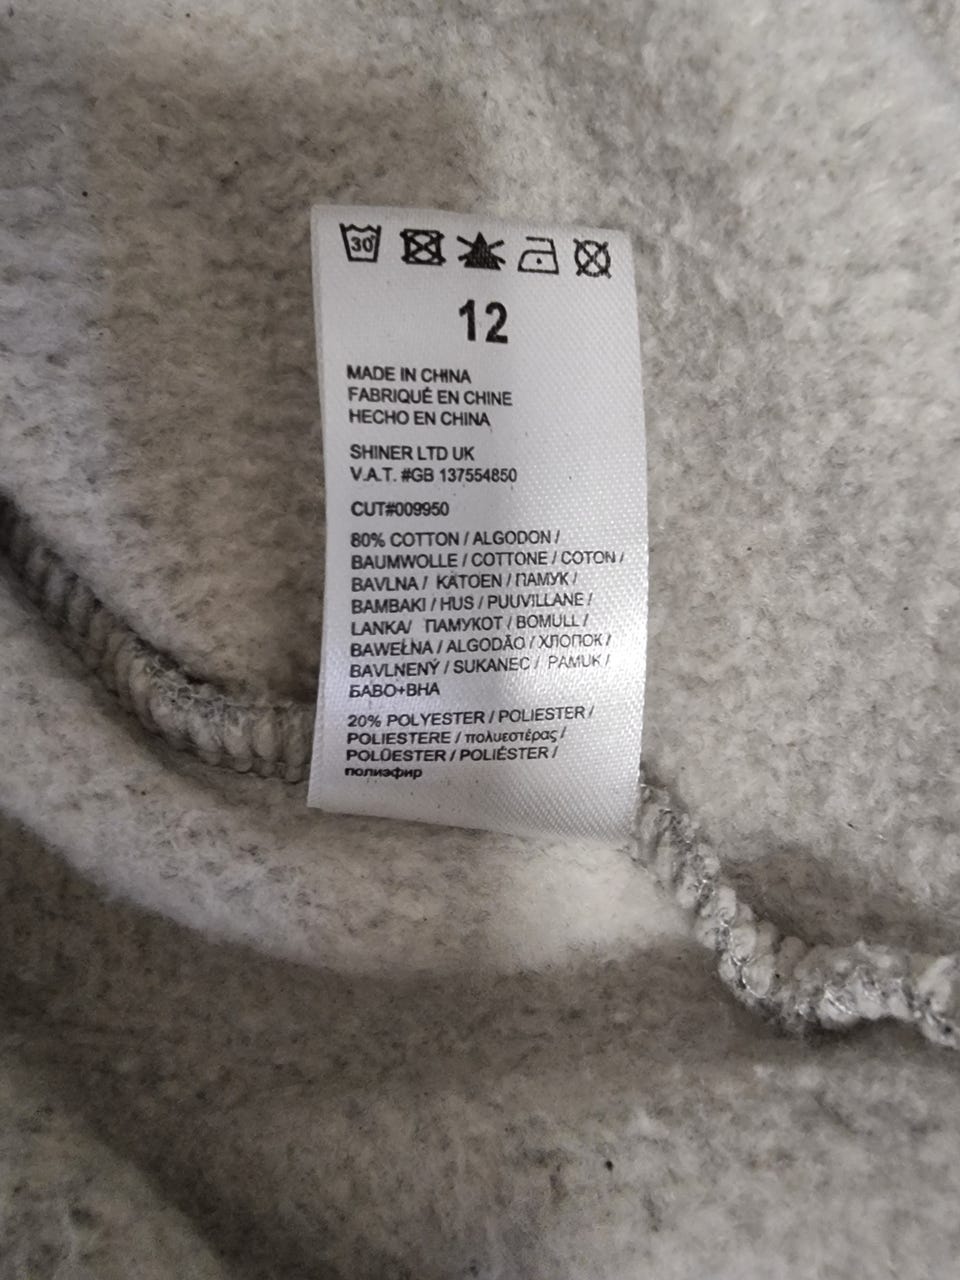 30°
12
MADE IN CHINA
FABRIQUÉ EN CHINE
HECHO EN CHINA
SHINER LTD UK
V.A.T. #GB 137554850
CUT#009950
80% COTTON / ALGODON /
BAUMWOLLE / COTTONE / COTON /
BAVLNA / KATOEN / ПАМУК /
BAMBAKI / HUS / PUUVILLANE /
LANKA/ ПАМУКОТ / BOMULL /
BAWEŁNA / ALGODÃO / ХЛОПОК /
BAVLNENÝ / SUKANEC / PAMUK /
БАВО+ВНА
20% POLYESTER / POLIESTER /
POLIESTERE / πολυεστέρας /
POLÜESTER / POLIÉSTER /
полиэфир